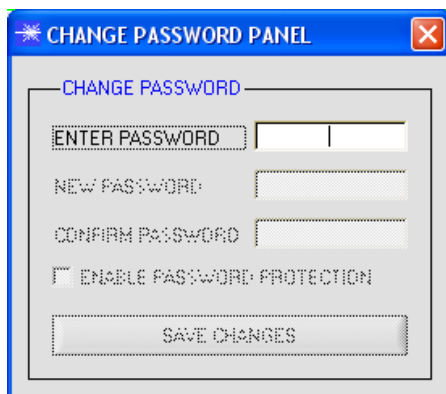 CHANGE PASSWORD PANEL
CHANGE PASSWORD
ENTER PASSWORD
NEW PASSWORD
CONFIRM PASSWORD
ENABLE PASSWORD PROTECTION
SAVE CHANGES